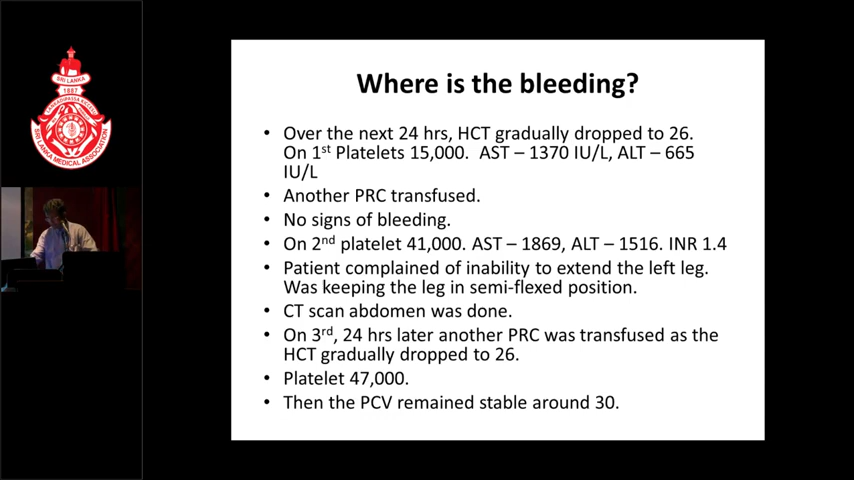 SRI LANKA
1887
SRI LANKA MEDICAL ASSOCIATION
Where is the bleeding?
• Over the next 24 hrs, HCT gradually dropped to 26.
On 1st Platelets 15,000. AST – 1370 IU/L, ALT – 665
IU/L
• Another PRC transfused.
• No signs of bleeding.
• On 2nd platelet 41,000. AST – 1869, ALT – 1516. INR 1.4
• Patient complained of inability to extend the left leg.
Was keeping the leg in semi-flexed position.
• CT scan abdomen was done.
• On 3rd, 24 hrs later another PRC was transfused as the
HCT gradually dropped to 26.
• Platelet 47,000.
• Then the PCV remained stable around 30.